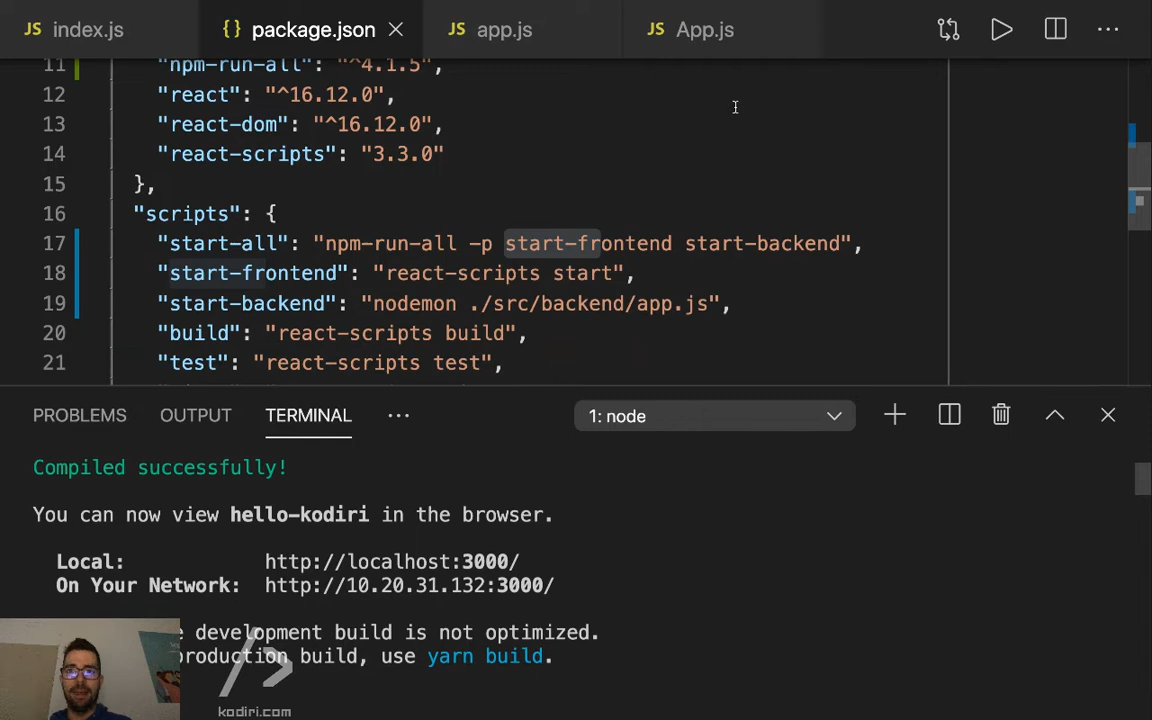 JS index.js {} package.json JS app.js JS App.js
11 "npm-run-all": "^4.1.5",
12 "react": "^16.12.0",
13 "react-dom": "^16.12.0",
14 "react-scripts": "3.3.0"
15 },
16 "scripts": {
17 "start-all": "npm-run-all -p start-frontend start-backend",
18 "start-frontend": "react-scripts start",
19 "start-backend": "nodemon ./src/backend/app.js",
20 "build": "react-scripts build",
21 "test": "react-scripts test",
PROBLEMS OUTPUT TERMINAL ... 1: node
Compiled successfully!
You can now view hello-kodiri in the browser.
Local: http://localhost:3000/
On Your Network: http://10.20.31.132:3000/
development build is not optimized.
production build, use yarn build.
kodiri.com